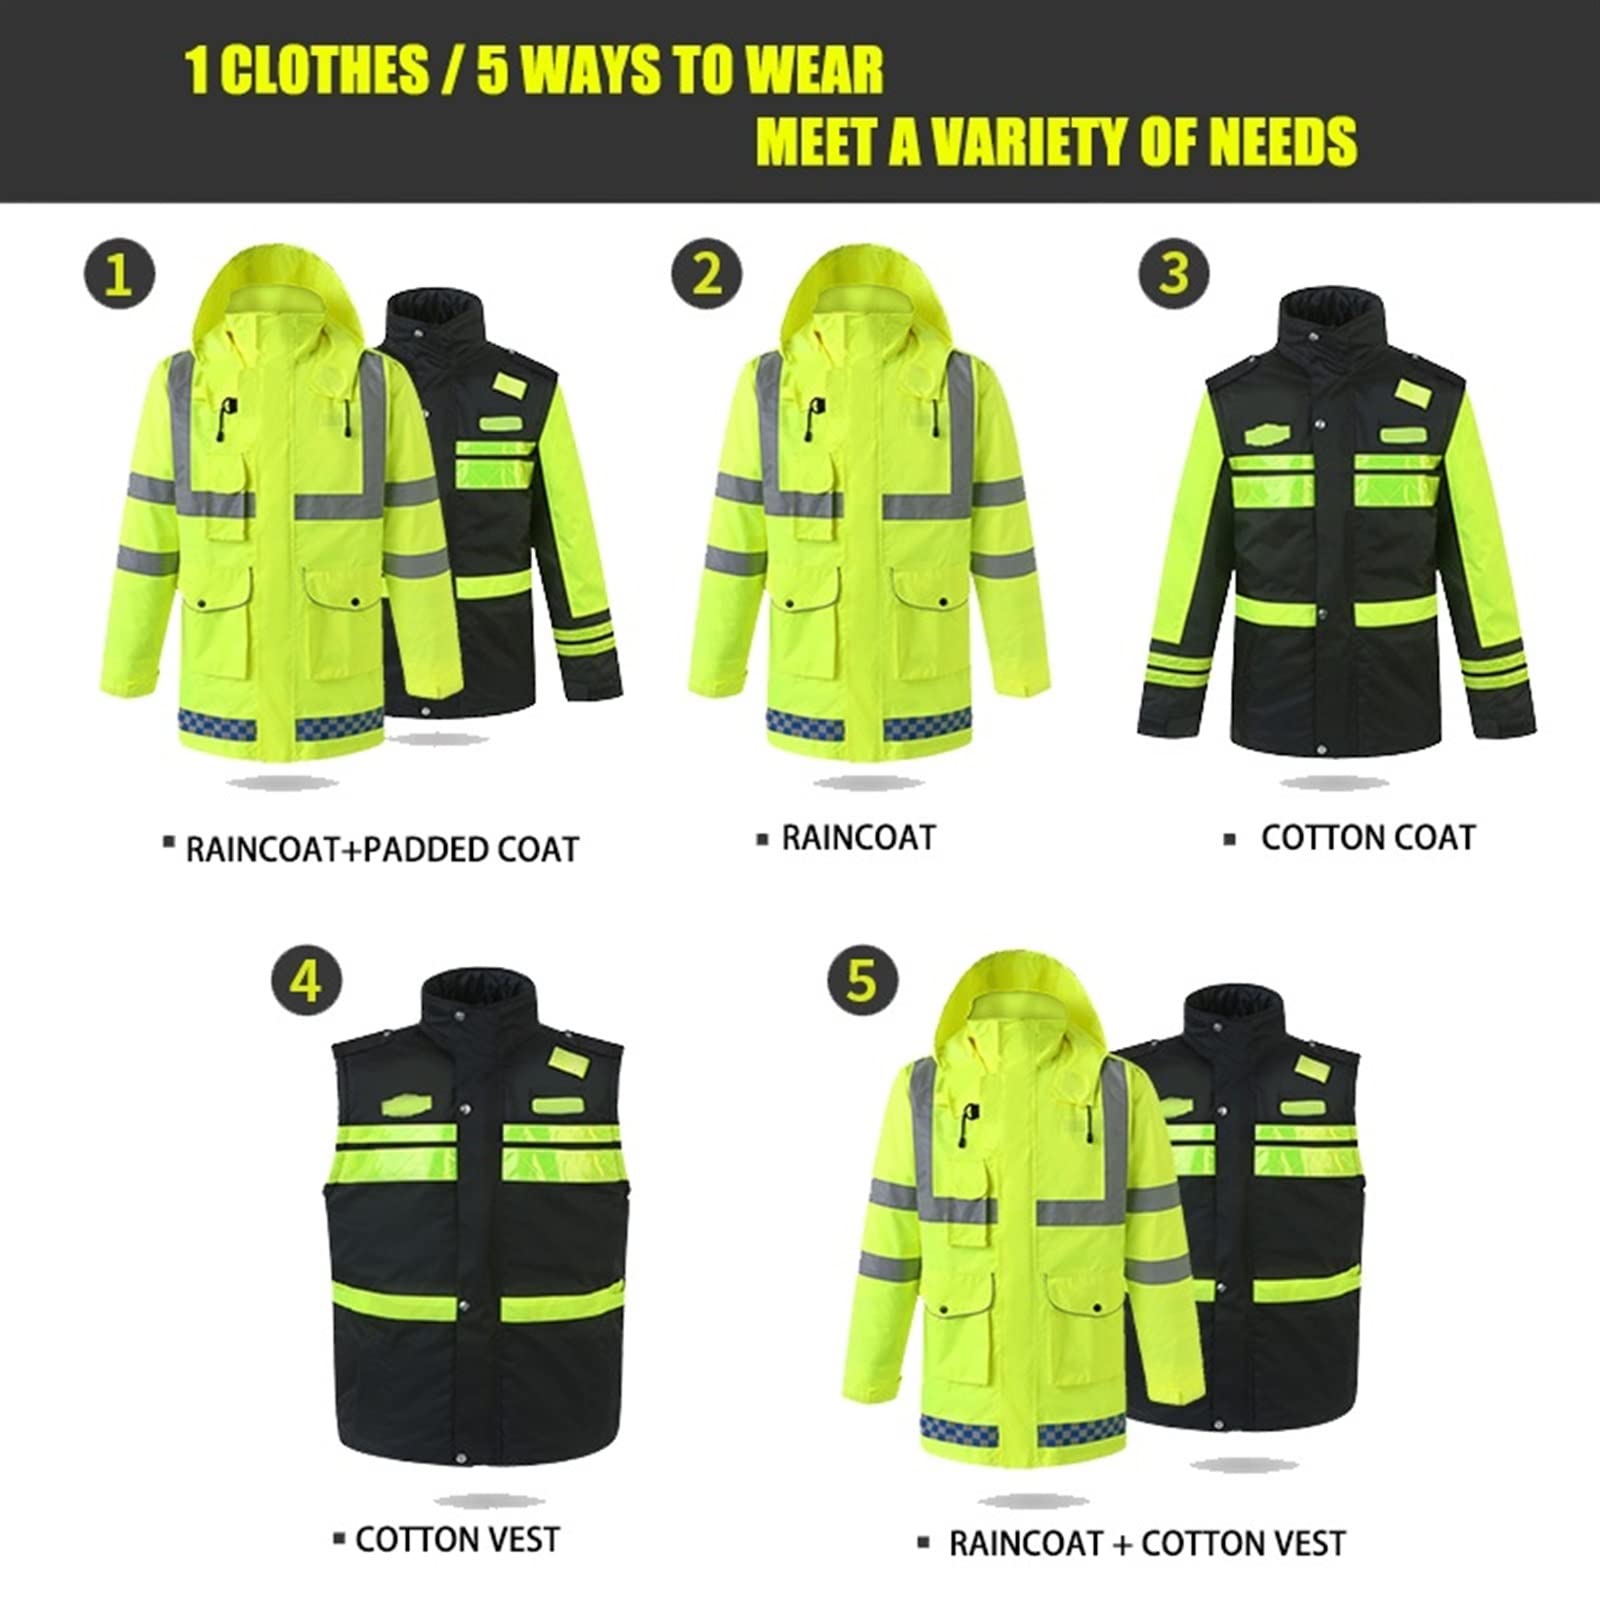 1 CLOTHES / 5 WAYS TO WEAR
MEET A VARIETY OF NEEDS
1
2
3
RAINCOAT+PADDED COAT
RAINCOAT
COTTON COAT
4
5
COTTON VEST
RAINCOAT + COTTON VEST